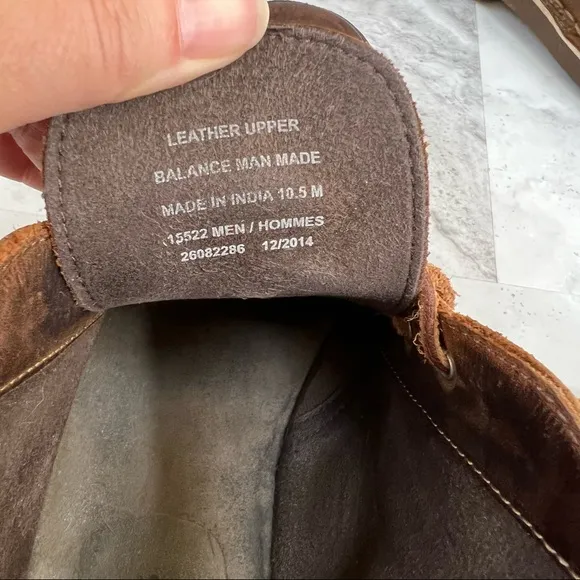 LEATHER UPPER
BALANCE MAN MADE
MADE IN INDIA 10.5 M
15522 MEN / HOMMES
26082286 12/2014